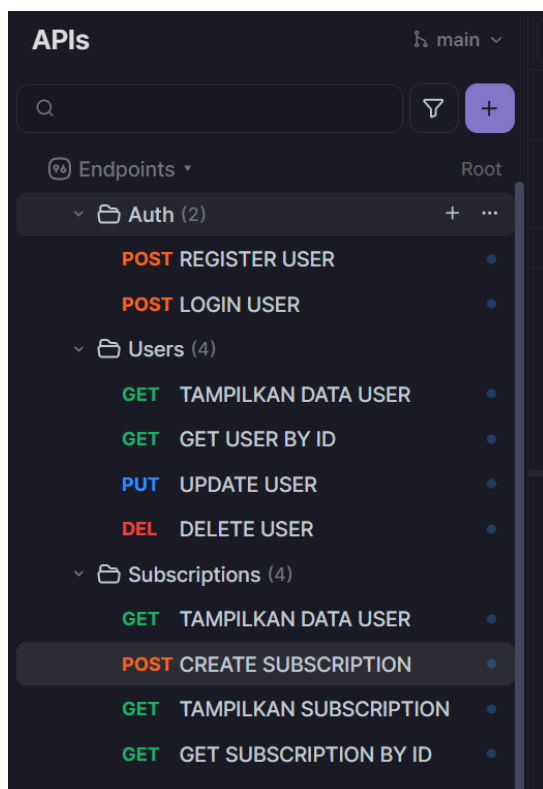 APIs main
Endpoints Root
Auth (2)
POST REGISTER USER
POST LOGIN USER
Users (4)
GET TAMPILKAN DATA USER
GET GET USER BY ID
PUT UPDATE USER
DEL DELETE USER
Subscriptions (4)
GET TAMPILKAN DATA USER
POST CREATE SUBSCRIPTION
GET TAMPILKAN SUBSCRIPTION
GET GET SUBSCRIPTION BY ID